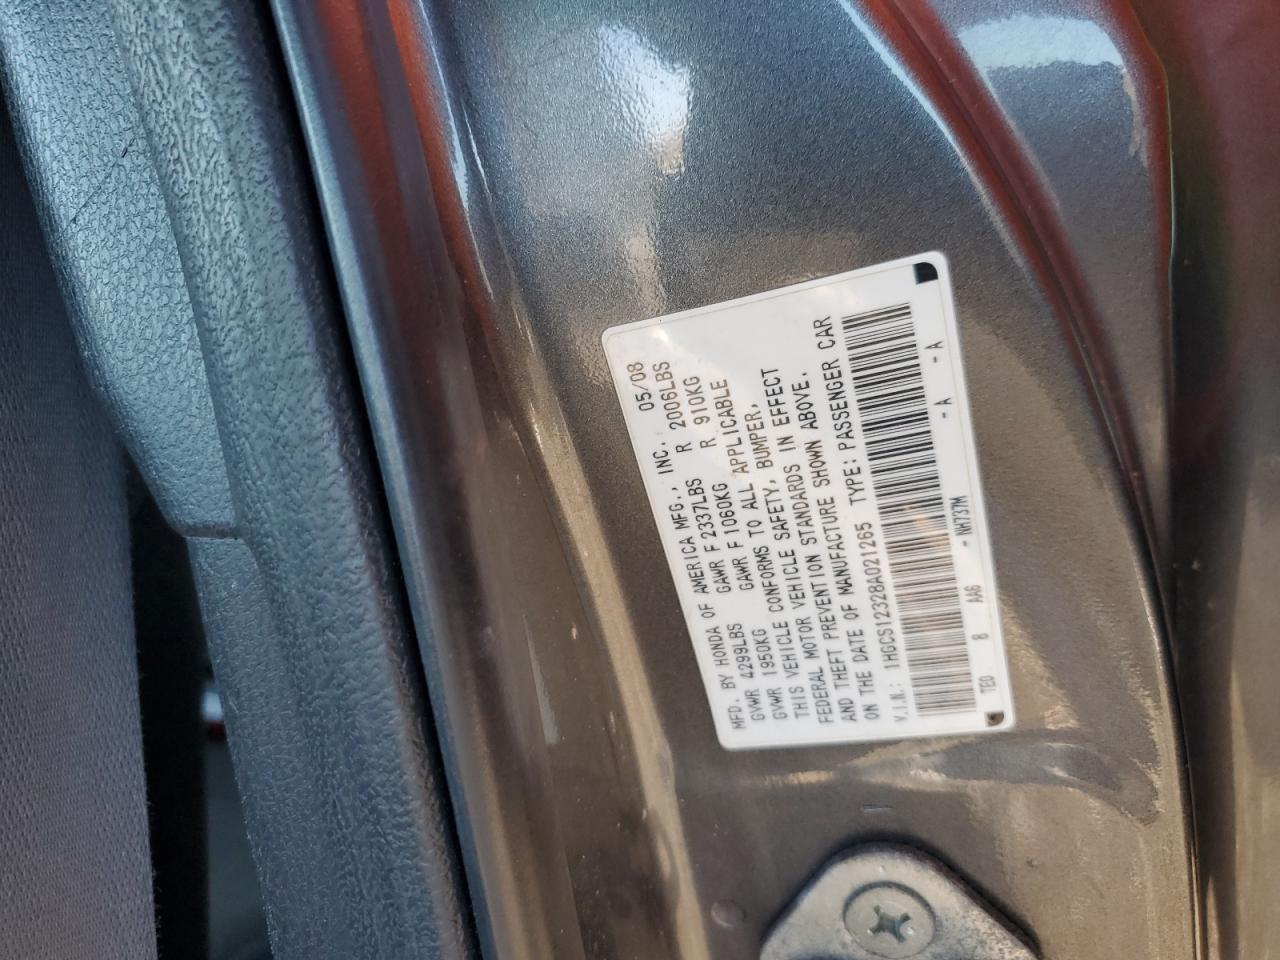 MFD. BY HONDA OF AMERICA MFG., INC. 05/08
GVWR 4299LBS GAWR F 2337LBS R 2006LBS
GVWR 1950KG GAWR F 1060KG R 910KG
THIS VEHICLE CONFORMS TO ALL APPLICABLE
FEDERAL MOTOR VEHICLE SAFETY, BUMPER,
AND THEFT PREVENTION STANDARDS IN EFFECT
ON THE DATE OF MANUFACTURE SHOWN ABOVE.
V.I.N.: 1HGCS12328A021265 TYPE: PASSENGER CAR
TEO B AA6 - NH737M - A - A